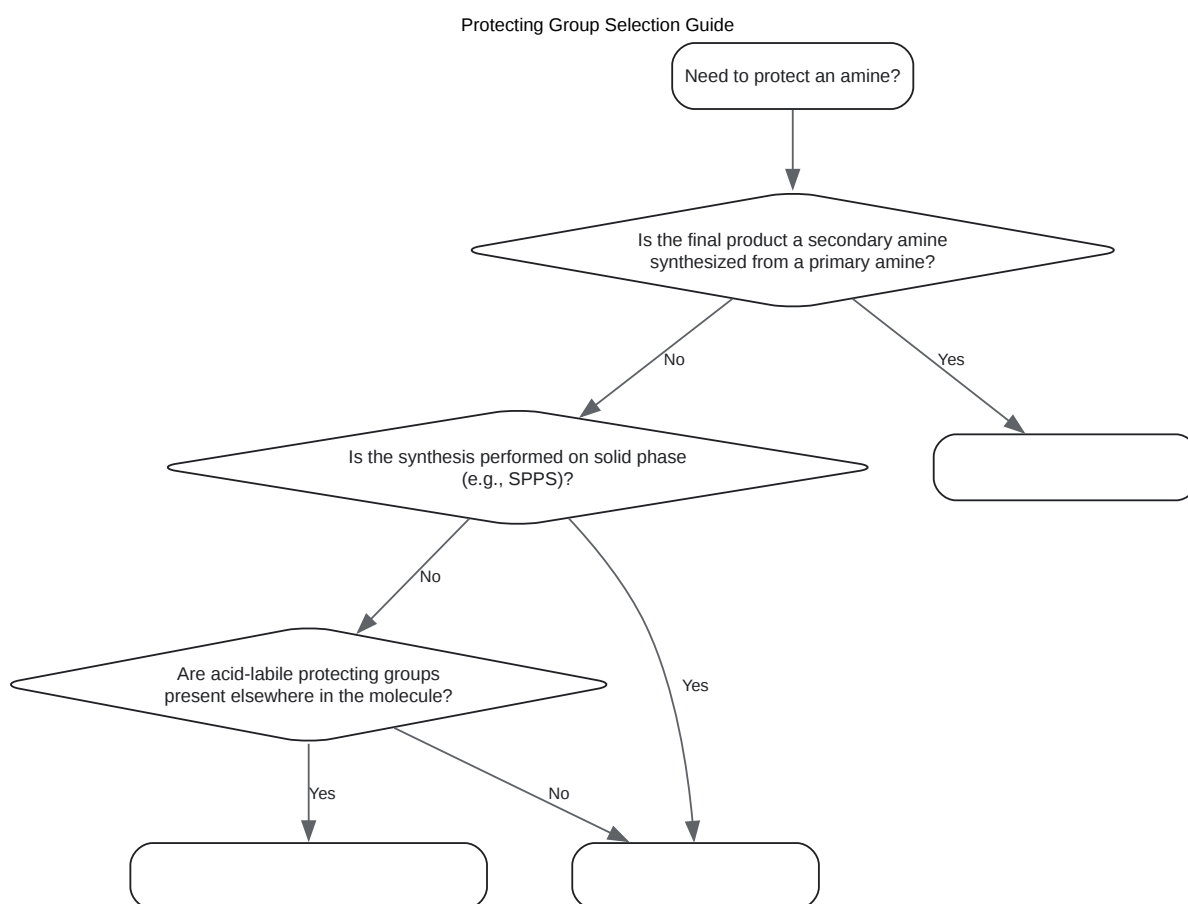 Protecting Group Selection Guide
Need to protect an amine?
Is the final product a secondary amine
synthesized from a primary amine?
No
Yes
Is the synthesis performed on solid phase
(e.g., SPPS)?
No
Are acid-labile protecting groups
present elsewhere in the molecule?
Yes
Yes
No